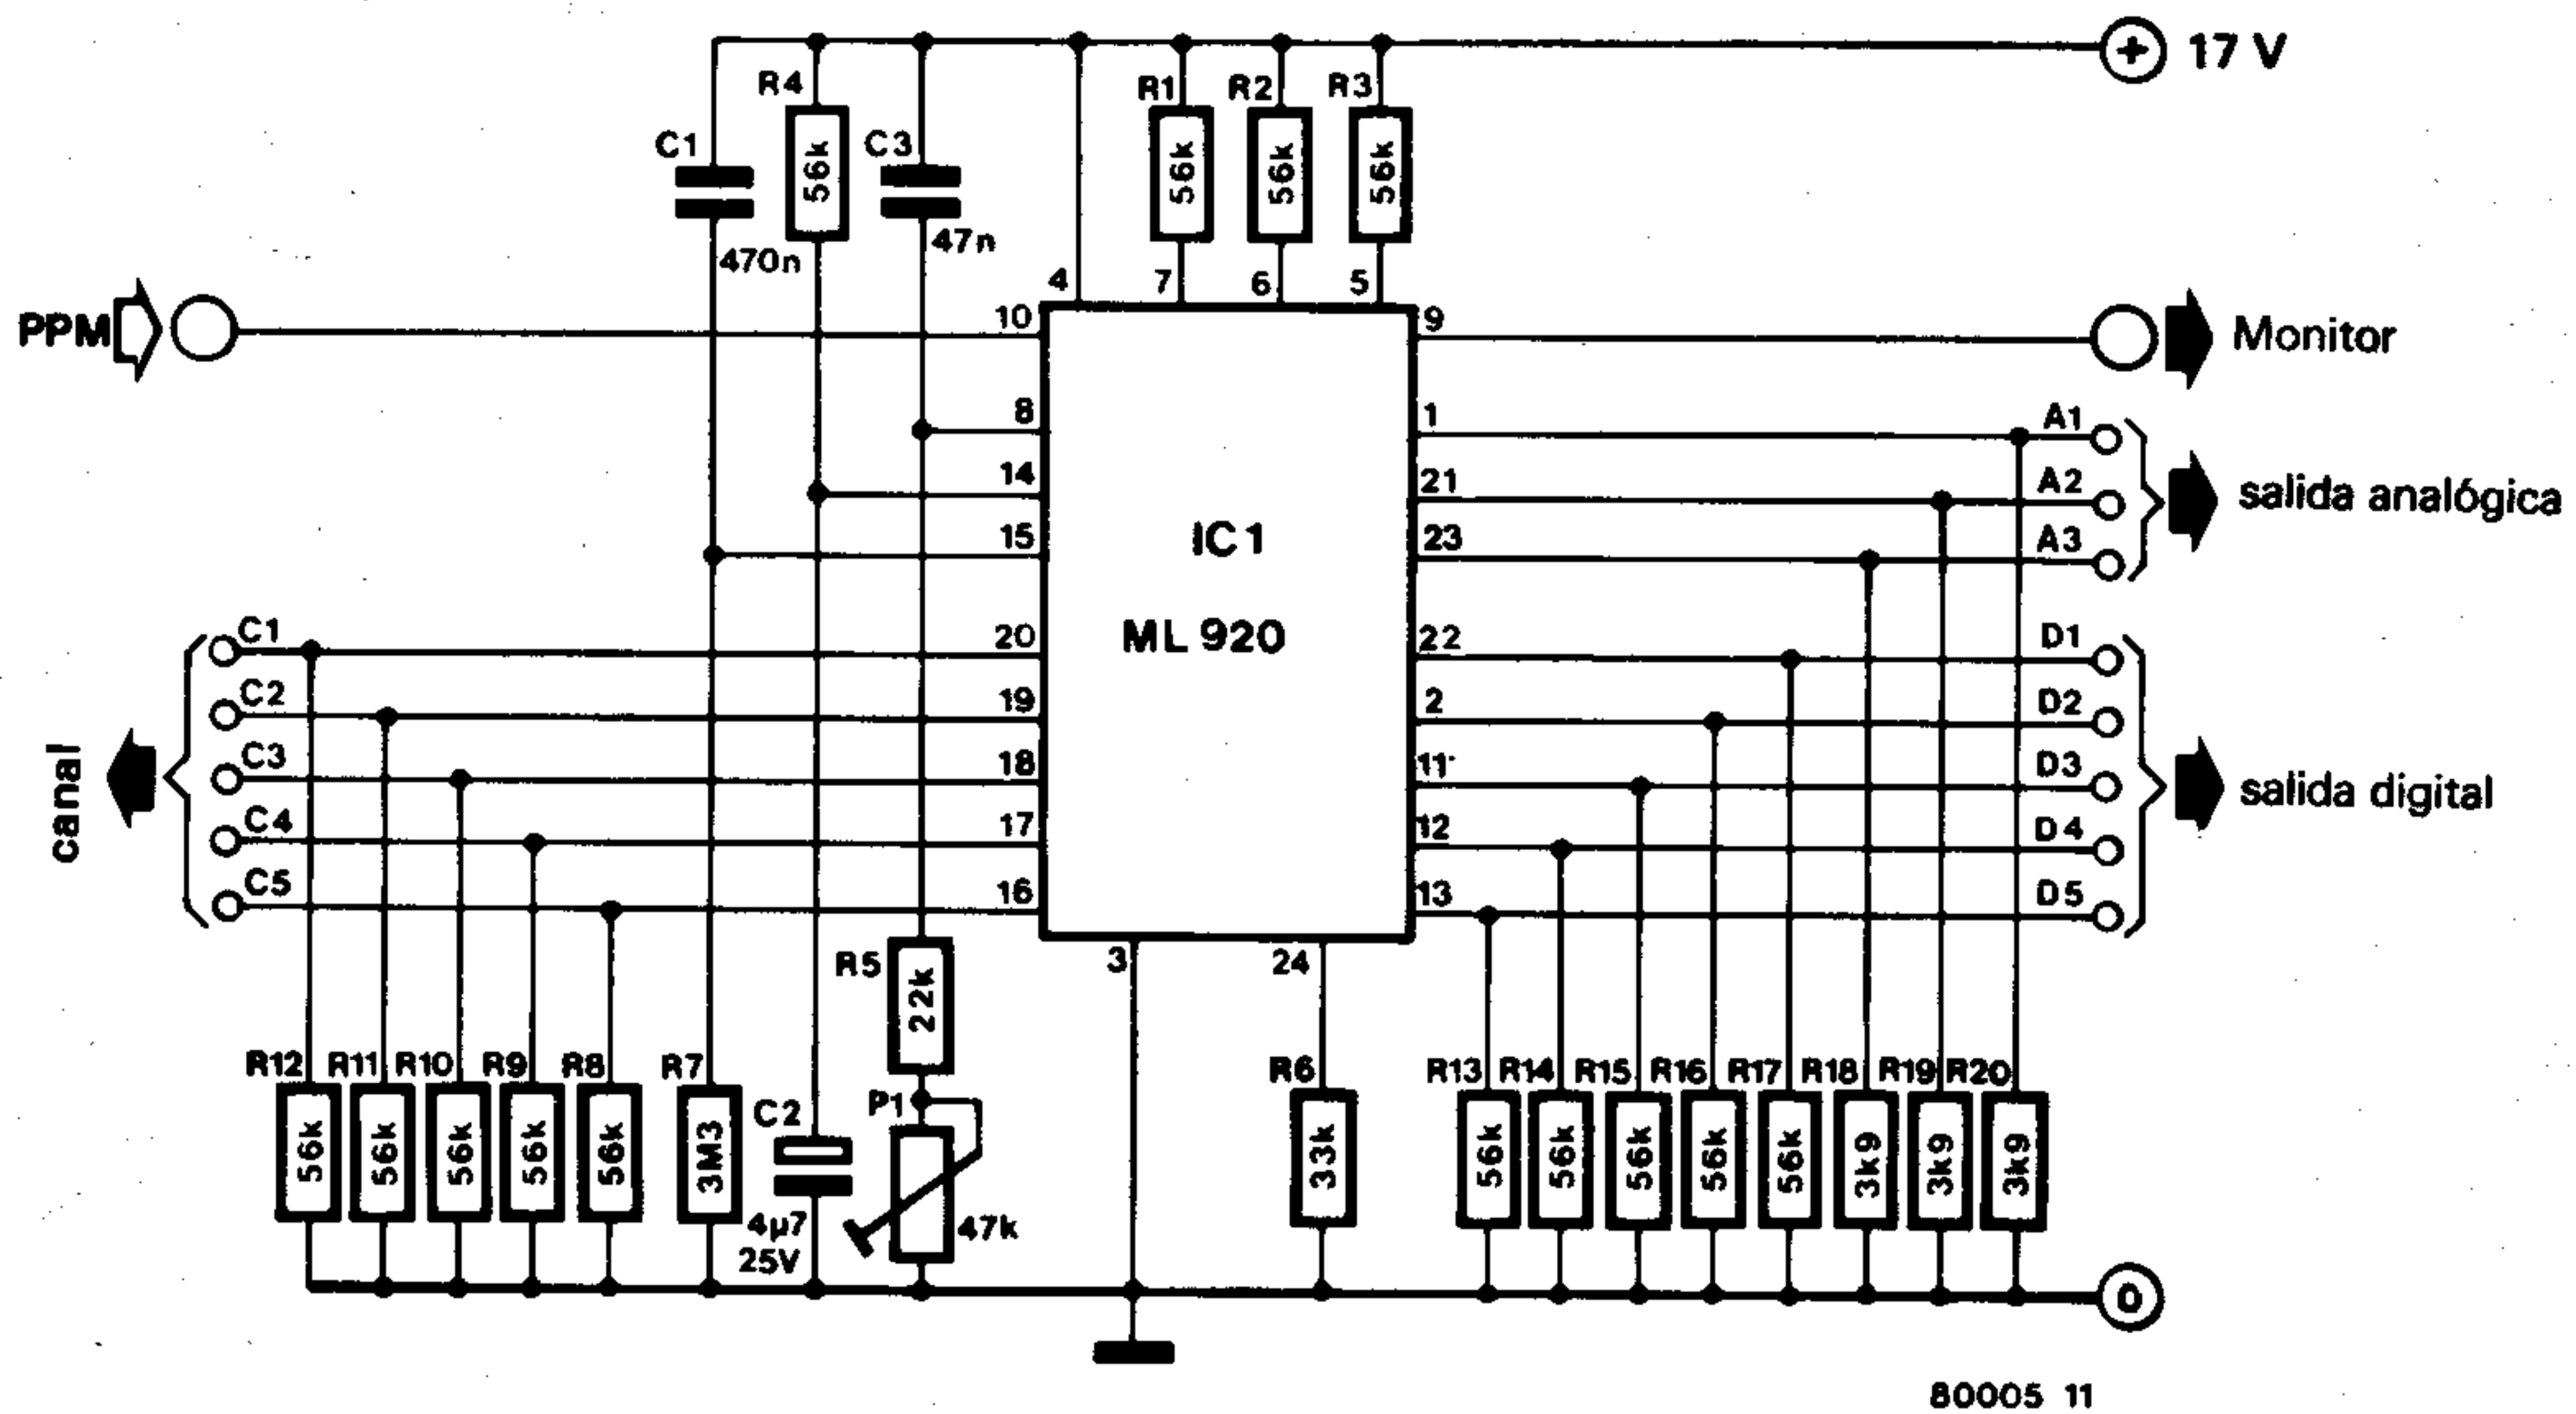 17 V
R4
R1
R2
R3
C1
C3
56k
56k
56k
56k
470n
47n
4
7
6
5
PPM
10
9
Monitor
8
1
A1
14
21
A2
salida analógica
15
23
A3
IC1
ML 920
C1
20
22
D1
C2
19
2
D2
C3
18
11
D3
canal
salida digital
C4
17
12
D4
C5
16
13
D5
R5
22k
3
24
R12
R11
R10
R9
R8
R7
C2
P1
R6
R13
R14
R15
R16
R17
R18
R19
R20
56k
56k
56k
56k
56k
3M3
4µ7
25V
47k
33k
56k
56k
56k
56k
56k
3k9
3k9
3k9
0
80005 11